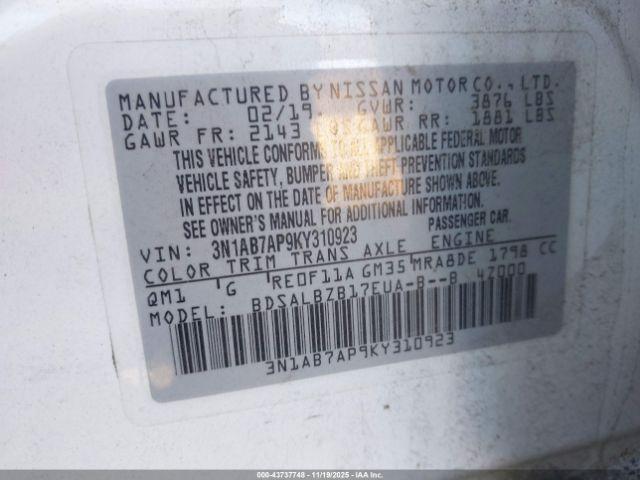 MANUFACTURED BY NISSAN MOTOR CO., LTD.
DATE: 02/19 GVWR: 3876 LBS
GAWR FR: 2143 LBS GAWR RR: 1881 LBS
THIS VEHICLE CONFORMS TO ALL APPLICABLE FEDERAL MOTOR
VEHICLE SAFETY, BUMPER AND THEFT PREVENTION STANDARDS
IN EFFECT ON THE DATE OF MANUFACTURE SHOWN ABOVE.
SEE OWNER'S MANUAL FOR ADDITIONAL INFORMATION.
VIN: 3N1AB7AP9KY310923 PASSENGER CAR.
COLOR TRIM TRANS AXLE ENGINE
QM1 G RE0F11A GM35 MRA8DE 1798 CC
MODEL: BDSALBZB17EUA-B--B 4Z000
3N1AB7AP9KY310923
000-43737748 - 11/19/2025 - IAA, Inc.